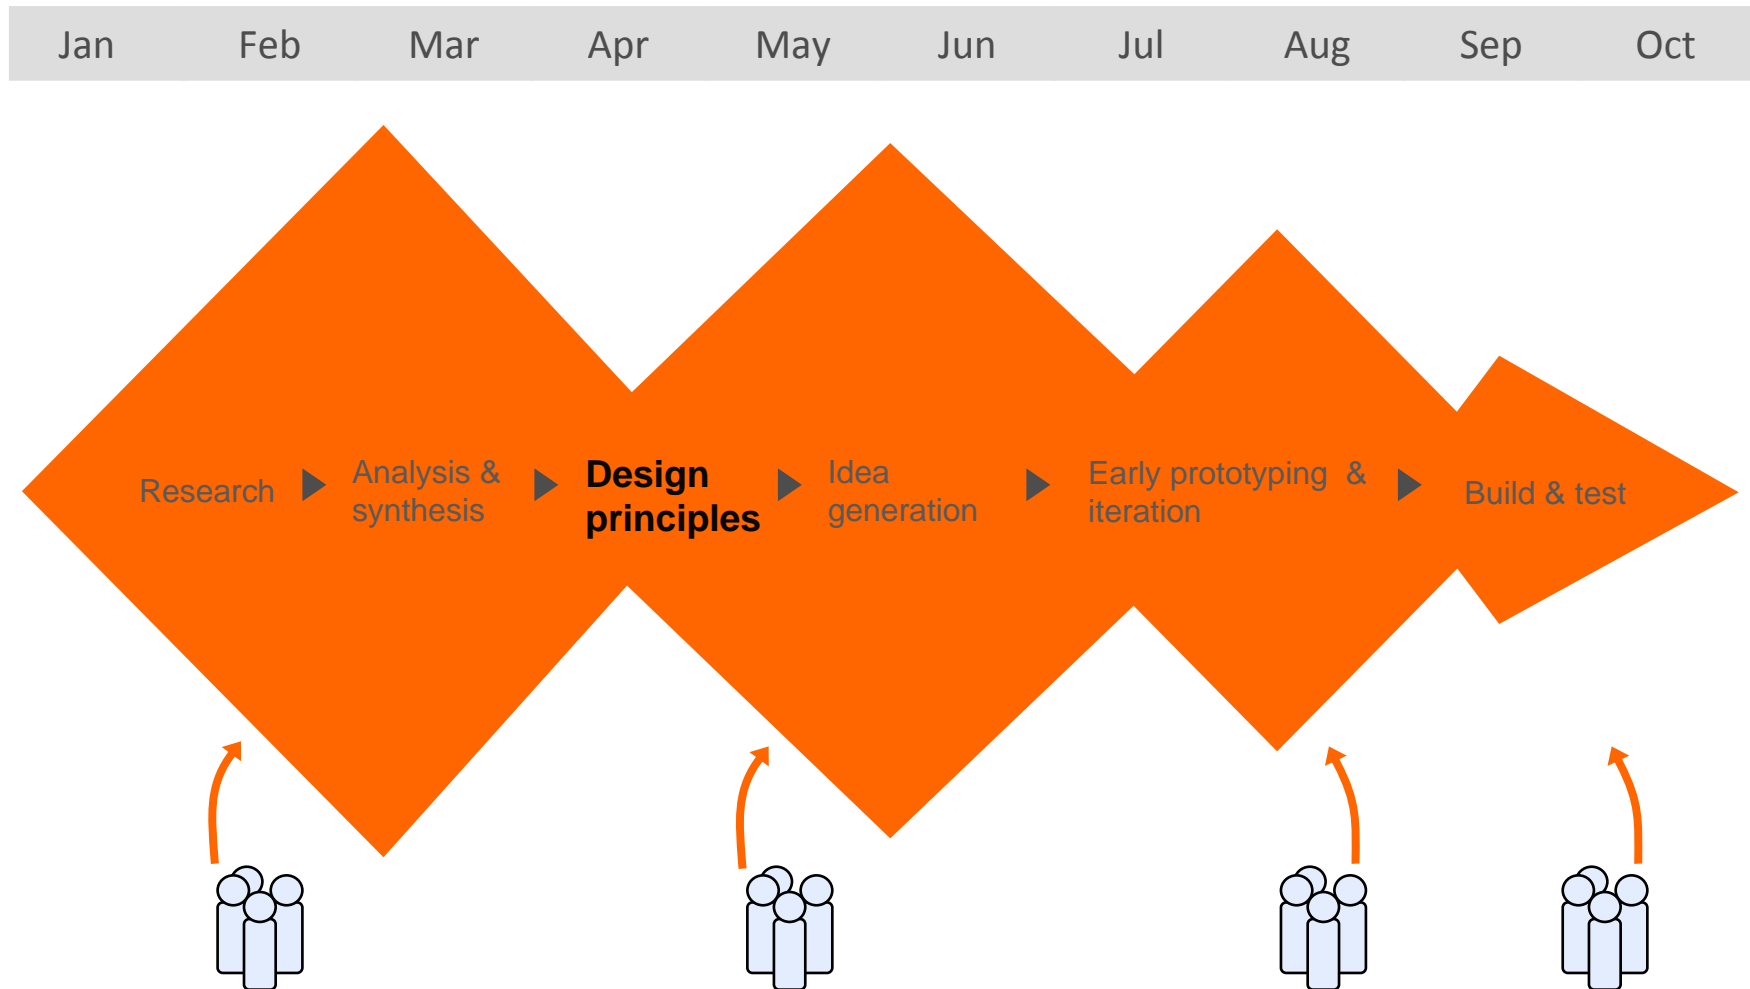 Jan Feb Mar Apr May Jun Jul Aug Sep Oct
Research
Analysis &
synthesis
Design
principles
Idea
generation
Early prototyping &
iteration
Build & test